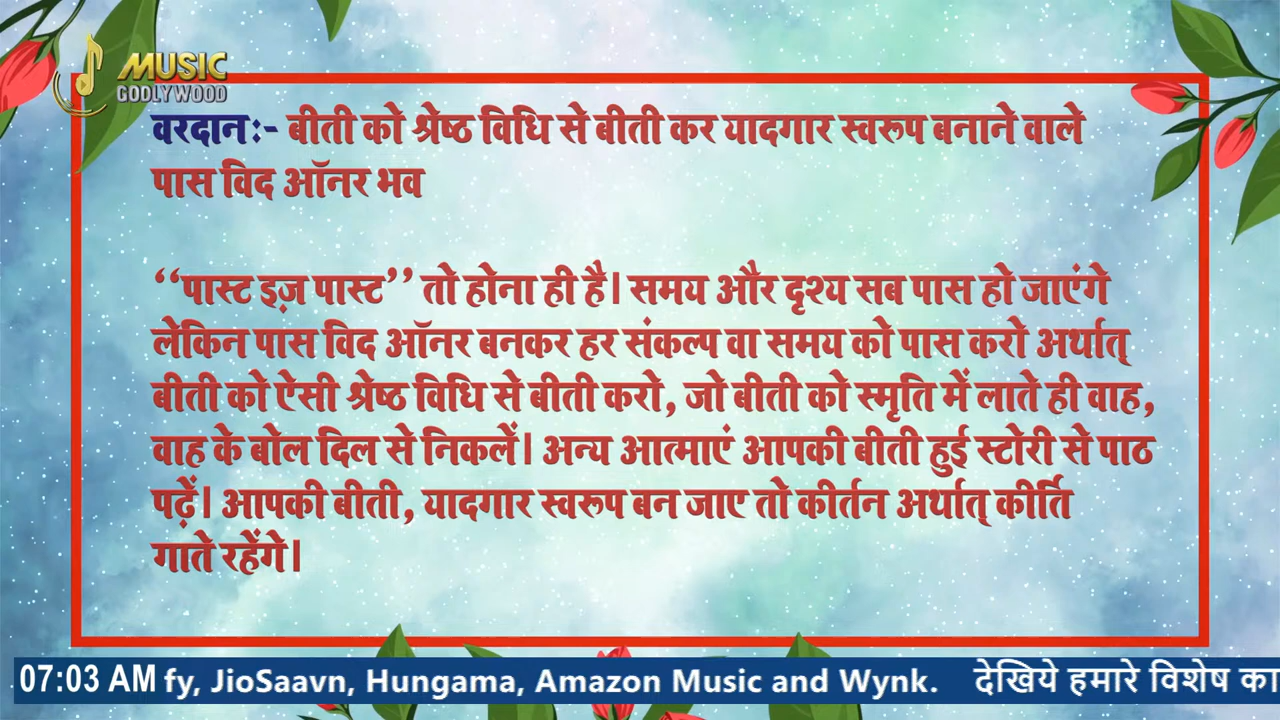 MUSIC
GODLYWOOD
वरदान:- बीती को श्रेष्ठ विधि से बीती कर यादगार स्वरूप बनाने वाले
पास विद ऑनर भव
“पास्ट इज़ पास्ट” तो होना ही है। समय और दृश्य सब पास हो जाएंगे
लेकिन पास विद ऑनर बनकर हर संकल्प वा समय को पास करो अर्थात्
बीती को ऐसी श्रेष्ठ विधि से बीती करो, जो बीती को स्मृति में लाते ही वाह,
वाह के बोल दिल से निकलें। अन्य आत्माएं आपकी बीती हुई स्टोरी से पाठ
पढ़ें। आपकी बीती, यादगार स्वरूप बन जाए तो कीर्तन अर्थात् कीर्ति
गाते रहेंगे।
07:03 AM fy, JioSaavn, Hungama, Amazon Music and Wynk. देखिये हमारे विशेष का